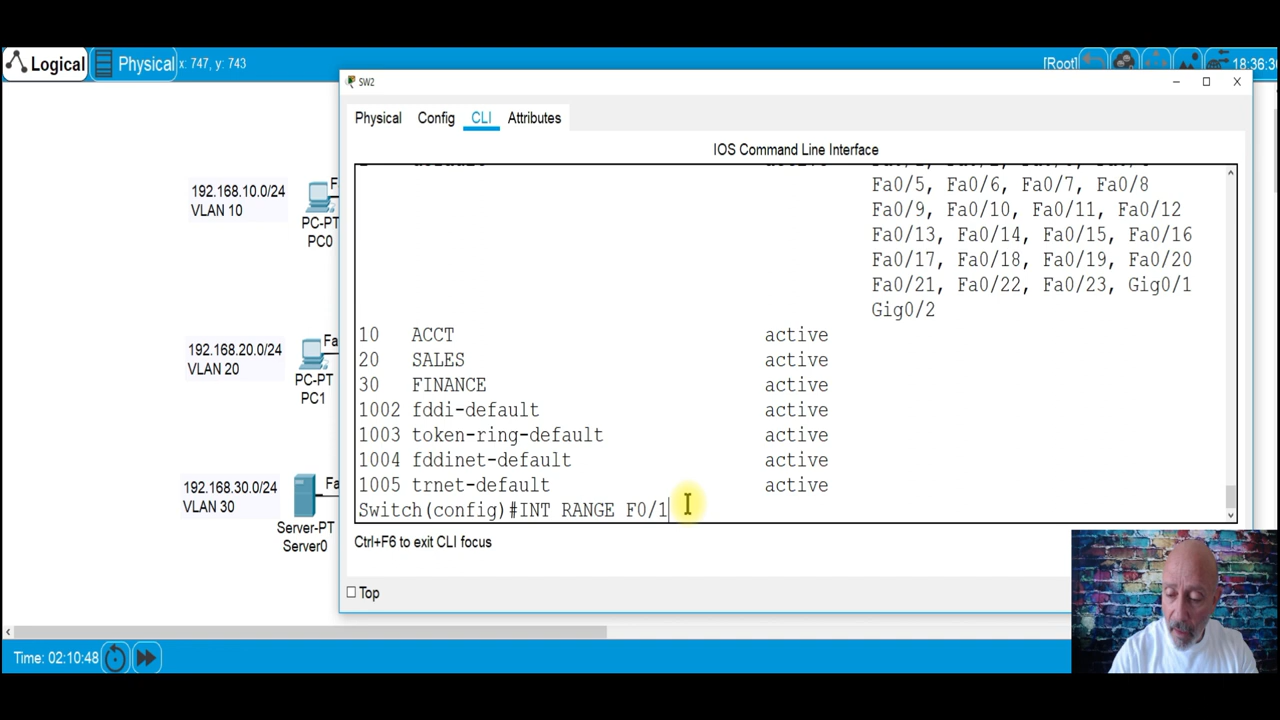 Logical Physical x: 747, y: 743 [Root] 18:36:3
SW2
Physical Config CLI Attributes
IOS Command Line Interface
Fa0/5, Fa0/6, Fa0/7, Fa0/8
Fa0/9, Fa0/10, Fa0/11, Fa0/12
Fa0/13, Fa0/14, Fa0/15, Fa0/16
Fa0/17, Fa0/18, Fa0/19, Fa0/20
Fa0/21, Fa0/22, Fa0/23, Gig0/1
Gig0/2
10 ACCT active
20 SALES active
30 FINANCE active
1002 fddi-default active
1003 token-ring-default active
1004 fddinet-default active
1005 trnet-default active
Switch(config)#INT RANGE F0/1
Ctrl+F6 to exit CLI focus
Top
192.168.10.0/24
VLAN 10
F
PC-PT
PC0
192.168.20.0/24
VLAN 20
Fa
PC-PT
PC1
192.168.30.0/24
VLAN 30
Fa
Server-PT
Server0
Time: 02:10:48